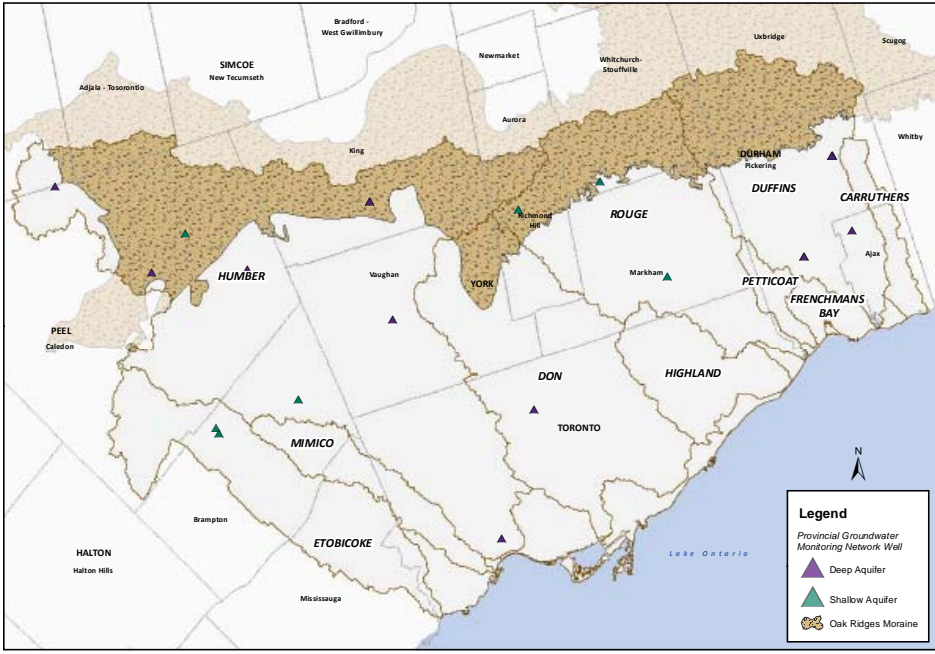 Bradford -
West Gwillimbury
Uxbridge
Scugog
Newmarket
Whitchurch-
Stouffville
SIMCOE
New Tecumseth
Adjala - Tosorontio
Aurora
Whitby
King
DURHAM
Pickering
DUFFINS
CARRUTHERS
ROUGE
Richmond
Hill
Ajax
Vaughan
Markham
HUMBER
YORK
PETTICOAT
FRENCHMANS
BAY
PEEL
Caledon
DON
HIGHLAND
TORONTO
MIMICO
N
Brampton
ETOBICOKE
HALTON
Halton Hills
Mississauga
Lake Ontario
Legend
Provincial Groundwater
Monitoring Network Well
Deep Aquifer
Shallow Aquifer
Oak Ridges Moraine